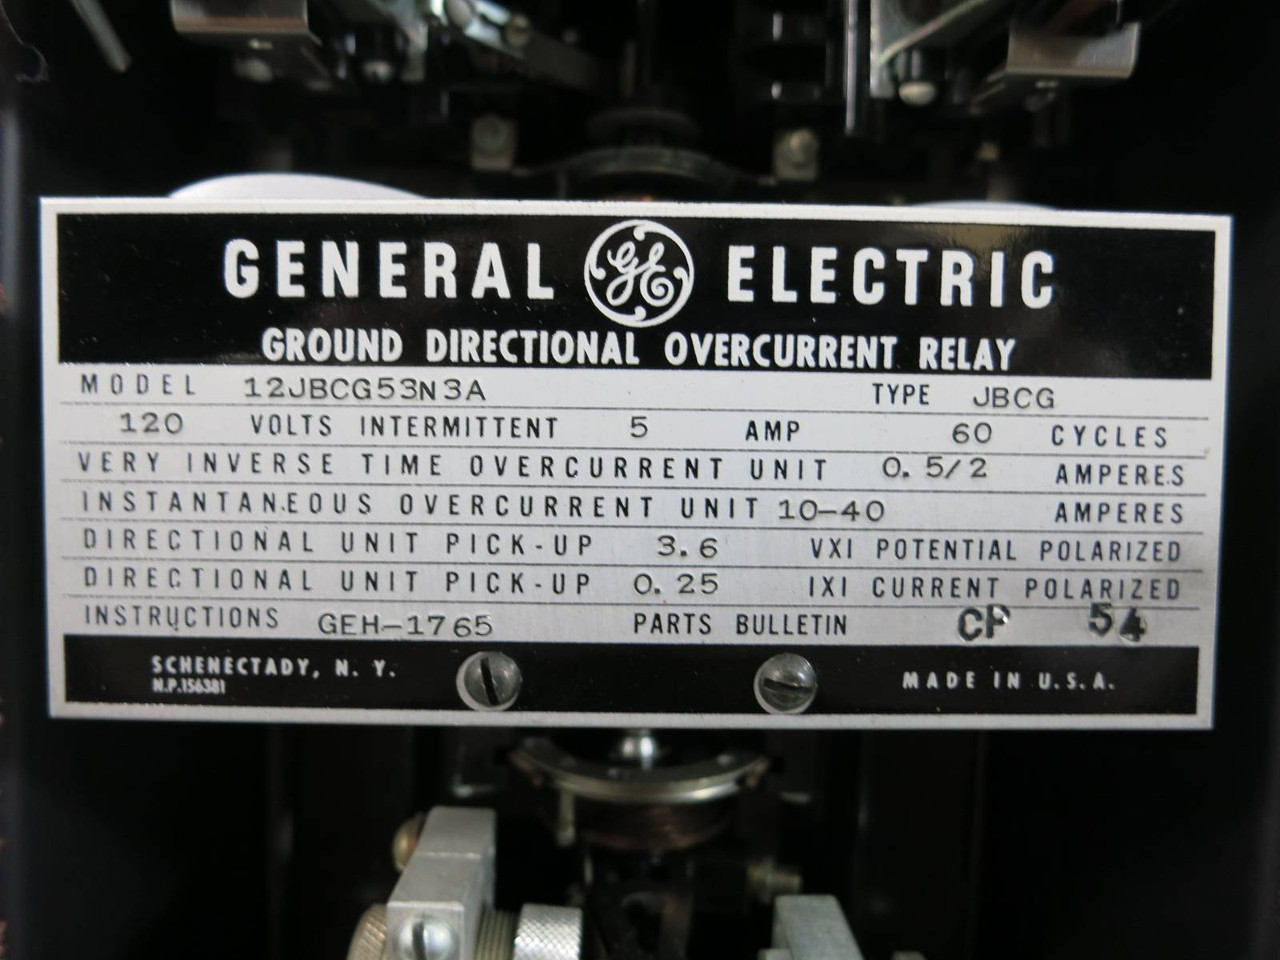 GENERAL GE ELECTRIC
GROUND DIRECTIONAL OVERCURRENT RELAY
MODEL 12JBCG53N3A TYPE JBCG
120 VOLTS INTERMITTENT 5 AMP 60 CYCLES
VERY INVERSE TIME OVERCURRENT UNIT 0.5/2 AMPERES
INSTANTANEOUS OVERCURRENT UNIT 10-40 AMPERES
DIRECTIONAL UNIT PICK-UP 3.6 VXI POTENTIAL POLARIZED
DIRECTIONAL UNIT PICK-UP 0.25 IXI CURRENT POLARIZED
INSTRUCTIONS GEH-1765 PARTS BULLETIN CP 54
SCHENECTADY, N. Y. MADE IN U.S.A.
N.P.156381